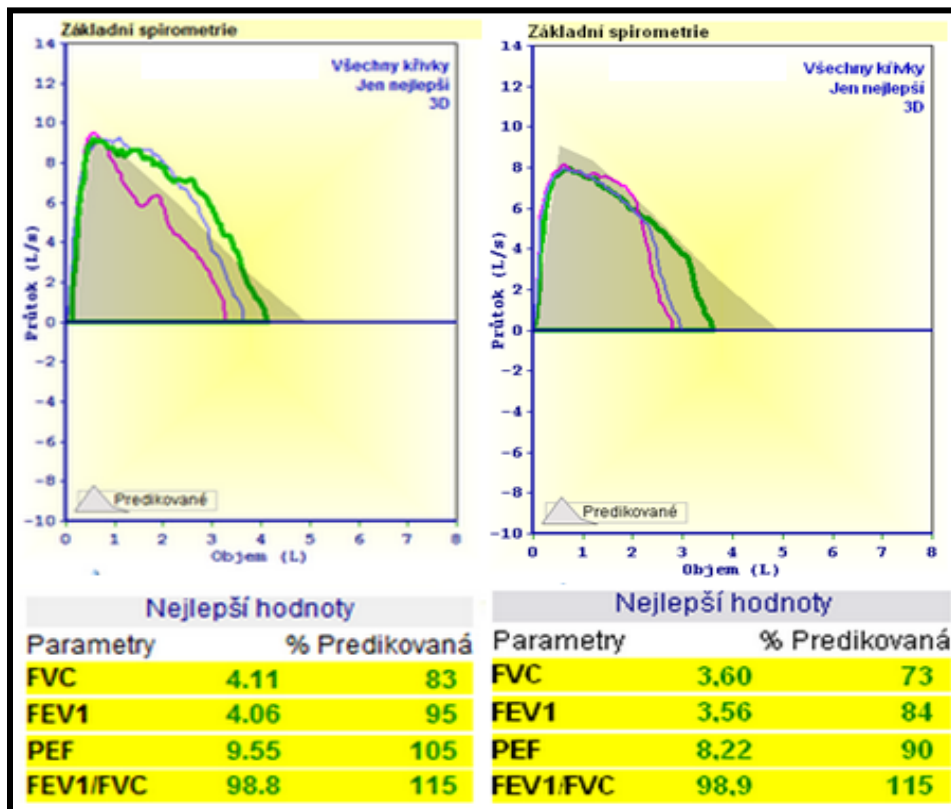 Základní spirometrie
Všechny křivky
Jen nejlepší
3D
Průtok (L/s)
14
12
10
8
6
4
2
0
-2
-4
-6
-8
-10
Predikované
0 1 2 3 4 5 6 7 8
Objem (L)
Nejlepší hodnoty
Parametry % Predikovaná
FVC 4.11 83
FEV1 4.06 95
PEF 9.55 105
FEV1/FVC 98.8 115
Základní spirometrie
Všechny křivky
Jen nejlepší
3D
Průtok (L/s)
14
12
10
8
6
4
2
0
-2
-4
-6
-8
-10
Predikované
0 1 2 3 4 5 6 7 8
Objem (L)
Nejlepší hodnoty
Parametry % Predikovaná
FVC 3,60 73
FEV1 3,56 84
PEF 8,22 90
FEV1/FVC 98,9 115